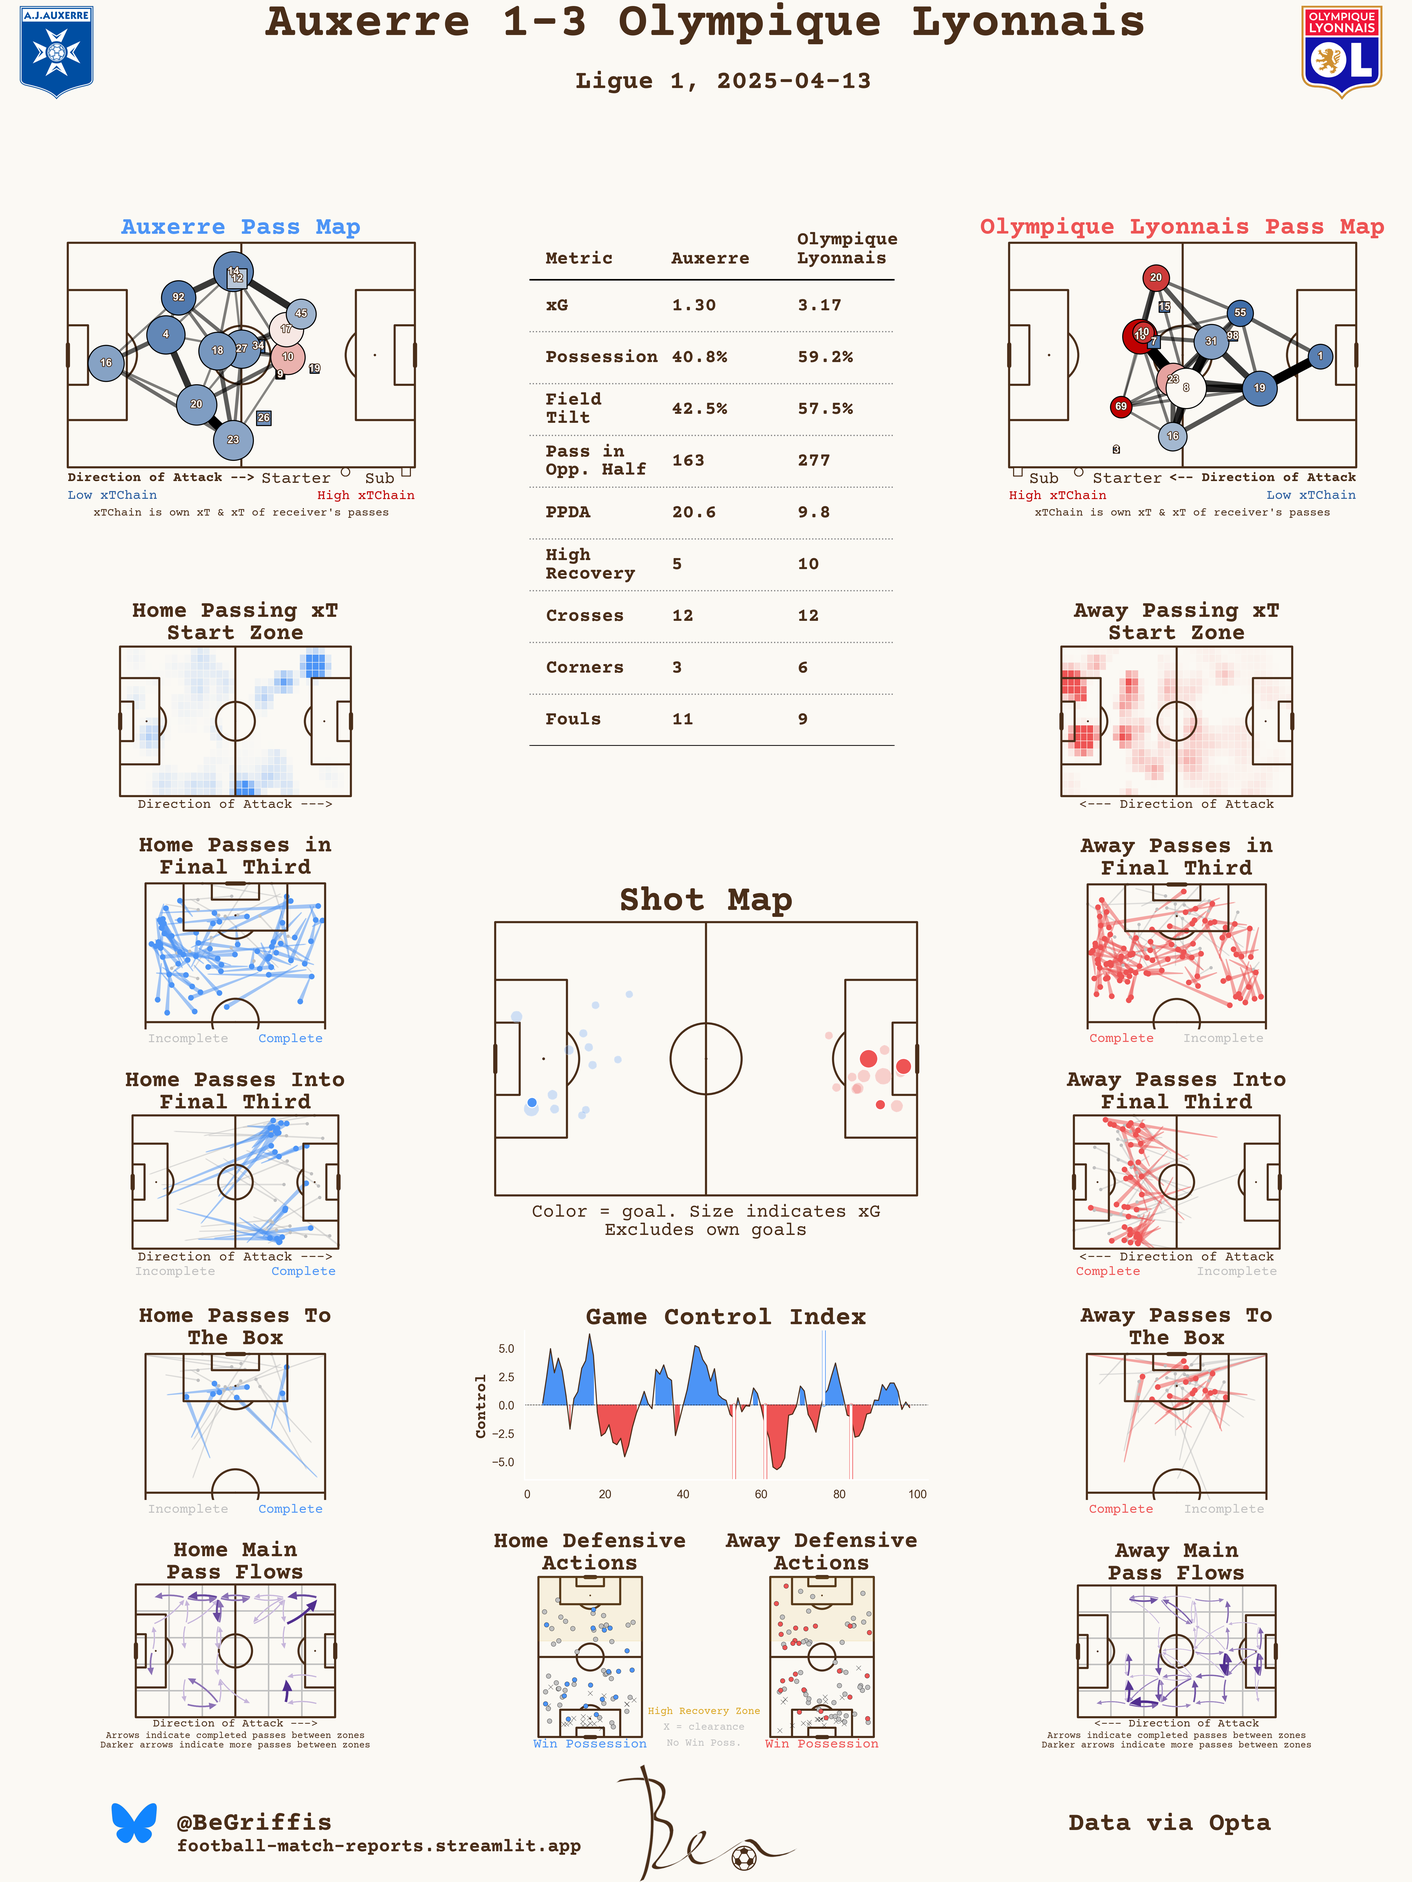 Auxerre 1-3 Olympique Lyonnais
Ligue 1, 2025-04-13
A.J.AUXERRE
OLYMPIQUE
LYONNAIS
OL
Auxerre Pass Map
14
12
92
45
17
4
18
27
34
10
16
9
19
20
26
23
Direction of Attack --> Starter Sub
Low xTChain High xTChain
xTChain is own xT & xT of receiver's passes
Metric Auxerre Olympique
Lyonnais
xG 1.30 3.17
Possession 40.8% 59.2%
Field
Tilt 42.5% 57.5%
Pass in
Opp. Half 163 277
PPDA 20.6 9.8
High
Recovery 5 10
Crosses 12 12
Corners 3 6
Fouls 11 9
Olympique Lyonnais Pass Map
20
15
55
10
18
7
31
98
1
23
8
19
69
16
3
Sub Starter <-- Direction of Attack
High xTChain Low xTChain
xTChain is own xT & xT of receiver's passes
Home Passing xT
Start Zone
Direction of Attack --->
Away Passing xT
Start Zone
<--- Direction of Attack
Home Passes in
Final Third
Incomplete Complete
Away Passes in
Final Third
Complete Incomplete
Shot Map
Color = goal. Size indicates xG
Excludes own goals
Home Passes Into
Final Third
Direction of Attack --->
Incomplete Complete
Away Passes Into
Final Third
<--- Direction of Attack
Complete Incomplete
Home Passes To
The Box
Incomplete Complete
Game Control Index
Control
5.0
2.5
0.0
−2.5
−5.0
0 20 40 60 80 100
Away Passes To
The Box
Complete Incomplete
Home Main
Pass Flows
Direction of Attack --->
Arrows indicate completed passes between zones
Darker arrows indicate more passes between zones
Home Defensive
Actions
Win Possession
High Recovery Zone
X = clearance
No Win Poss.
Away Defensive
Actions
Win Possession
Away Main
Pass Flows
<--- Direction of Attack
Arrows indicate completed passes between zones
Darker arrows indicate more passes between zones
@BeGriffis
football-match-reports.streamlit.app
Ben
Data via Opta